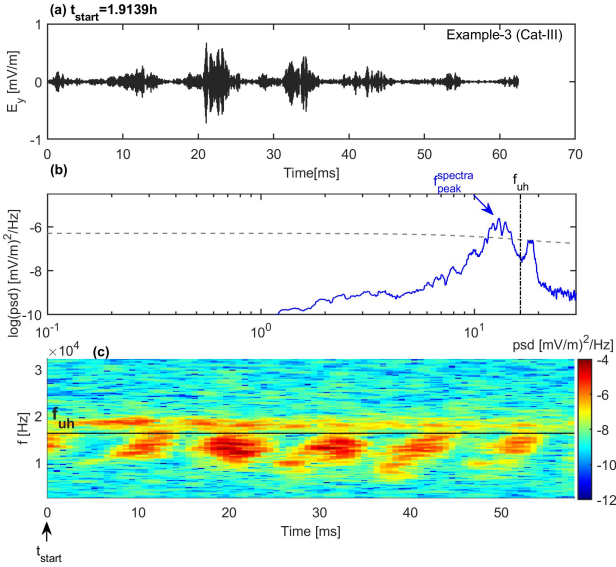 (a) t_start=1.9139h
Example-3 (Cat-III)
1
0
-1
E_y [mV/m]
0 10 20 30 40 50 60 70
Time[ms]
(b)
f_peak^spectra
f_uh
-6
-8
-10
log(psd) [mV/m)^2/Hz]
10^-1 10^0 10^1
psd [mV/m)^2/Hz]
×10^4 (c)
3
2
1
f [Hz]
f_uh
-4
-6
-8
-10
-12
0 10 20 30 40 50
Time [ms]
t_start